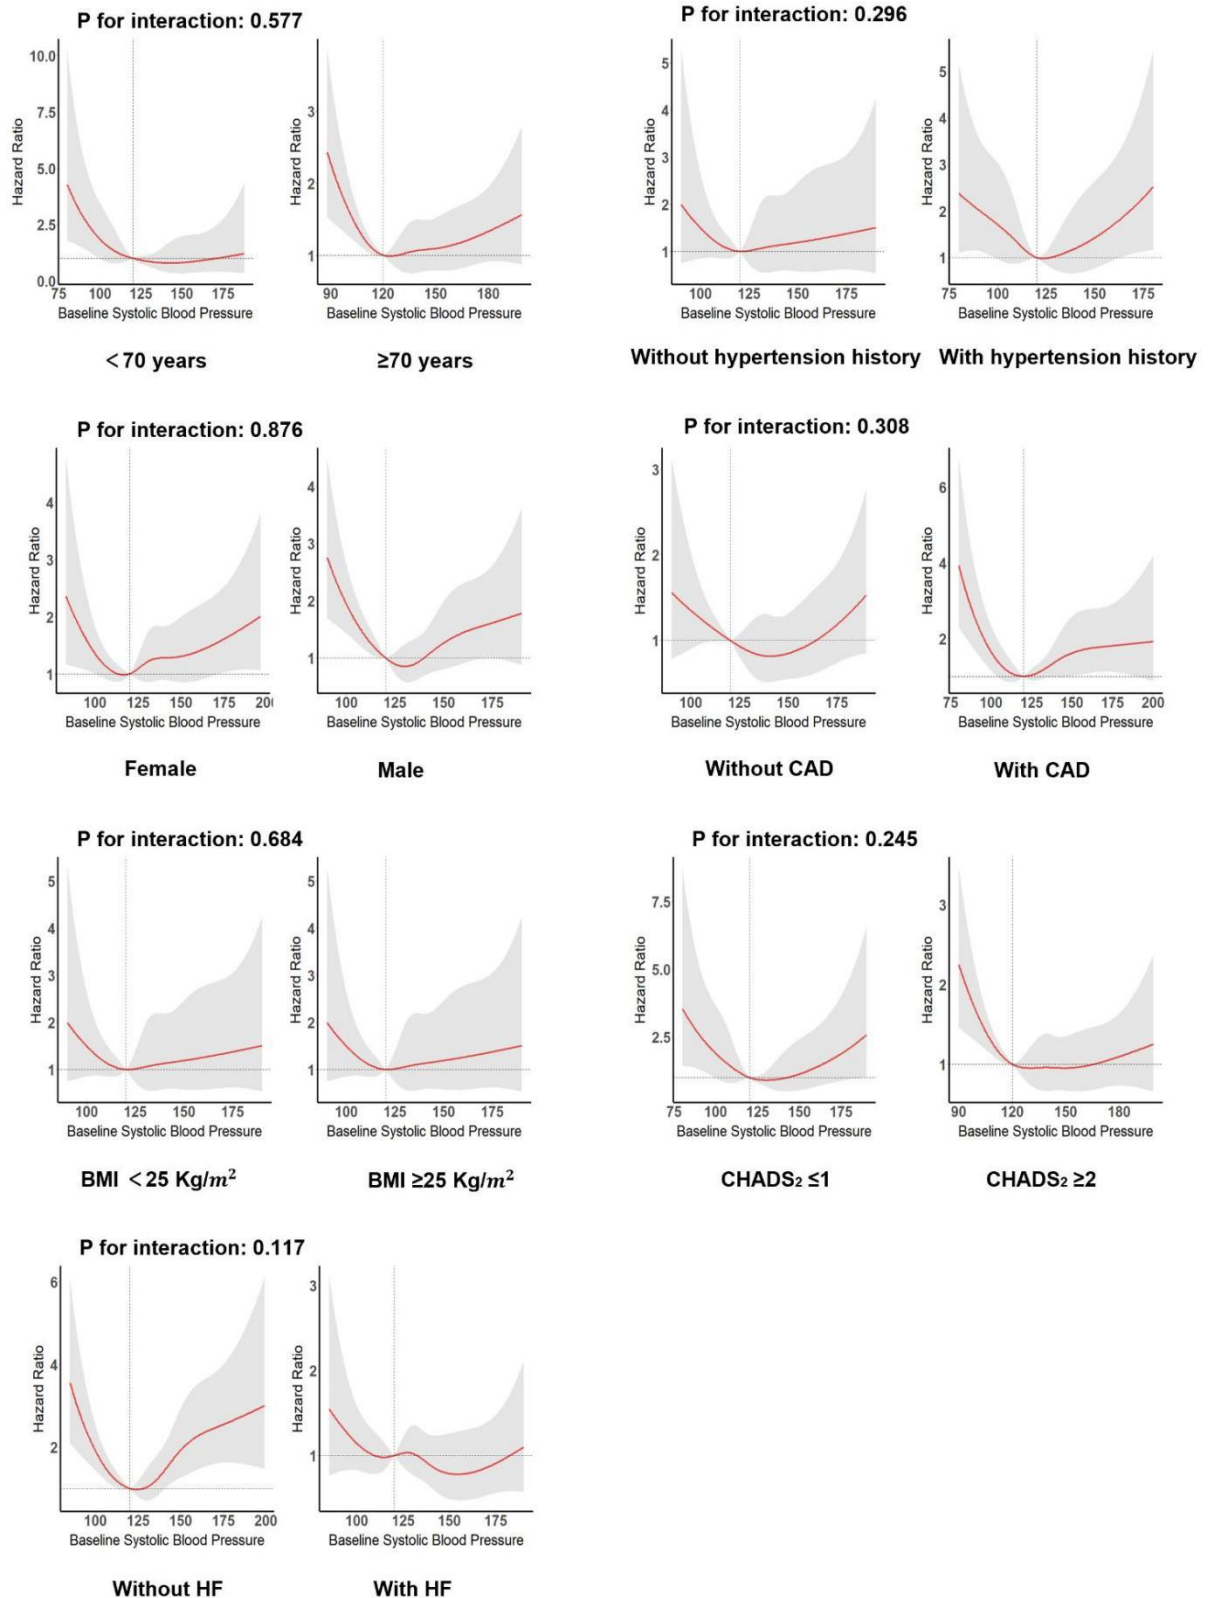 P for interaction: 0.577
10.0
7.5
5.0
2.5
0.0
Hazard Ratio
75 100 125 150 175
Baseline Systolic Blood Pressure
<70 years
3
2
1
Hazard Ratio
90 120 150 180
Baseline Systolic Blood Pressure
≥70 years
P for interaction: 0.296
5
4
3
2
1
Hazard Ratio
100 125 150 175
Baseline Systolic Blood Pressure
Without hypertension history
5
4
3
2
1
Hazard Ratio
75 100 125 150 175
Baseline Systolic Blood Pressure
With hypertension history
P for interaction: 0.876
4
3
2
1
Hazard Ratio
100 125 150 175 200
Baseline Systolic Blood Pressure
Female
4
3
2
1
Hazard Ratio
100 125 150 175
Baseline Systolic Blood Pressure
Male
P for interaction: 0.308
3
2
1
Hazard Ratio
100 125 150 175
Baseline Systolic Blood Pressure
Without CAD
6
4
2
Hazard Ratio
75 100 125 150 175 200
Baseline Systolic Blood Pressure
With CAD
P for interaction: 0.684
5
4
3
2
1
Hazard Ratio
100 125 150 175
Baseline Systolic Blood Pressure
BMI <25 Kg/m²
5
4
3
2
1
Hazard Ratio
100 125 150 175
Baseline Systolic Blood Pressure
BMI ≥25 Kg/m²
P for interaction: 0.245
7.5
5.0
2.5
Hazard Ratio
75 100 125 150 175
Baseline Systolic Blood Pressure
CHADS₂ ≤1
3
2
1
Hazard Ratio
90 120 150 180
Baseline Systolic Blood Pressure
CHADS₂ ≥2
P for interaction: 0.117
6
4
2
Hazard Ratio
100 125 150 175 200
Baseline Systolic Blood Pressure
Without HF
3
2
1
Hazard Ratio
100 125 150 175
Baseline Systolic Blood Pressure
With HF